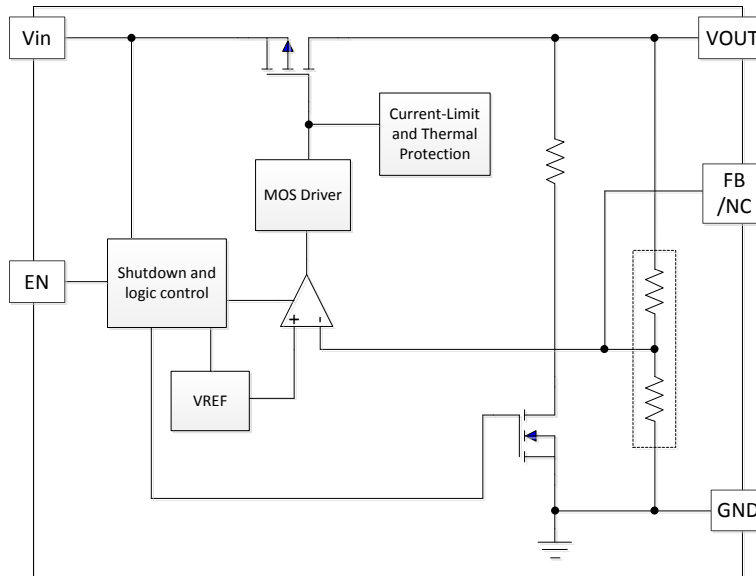 Vin
VOUT
Current-Limit
and Thermal
Protection
MOS Driver
FB
/NC
EN
Shutdown and
logic control
+
-
VREF
GND